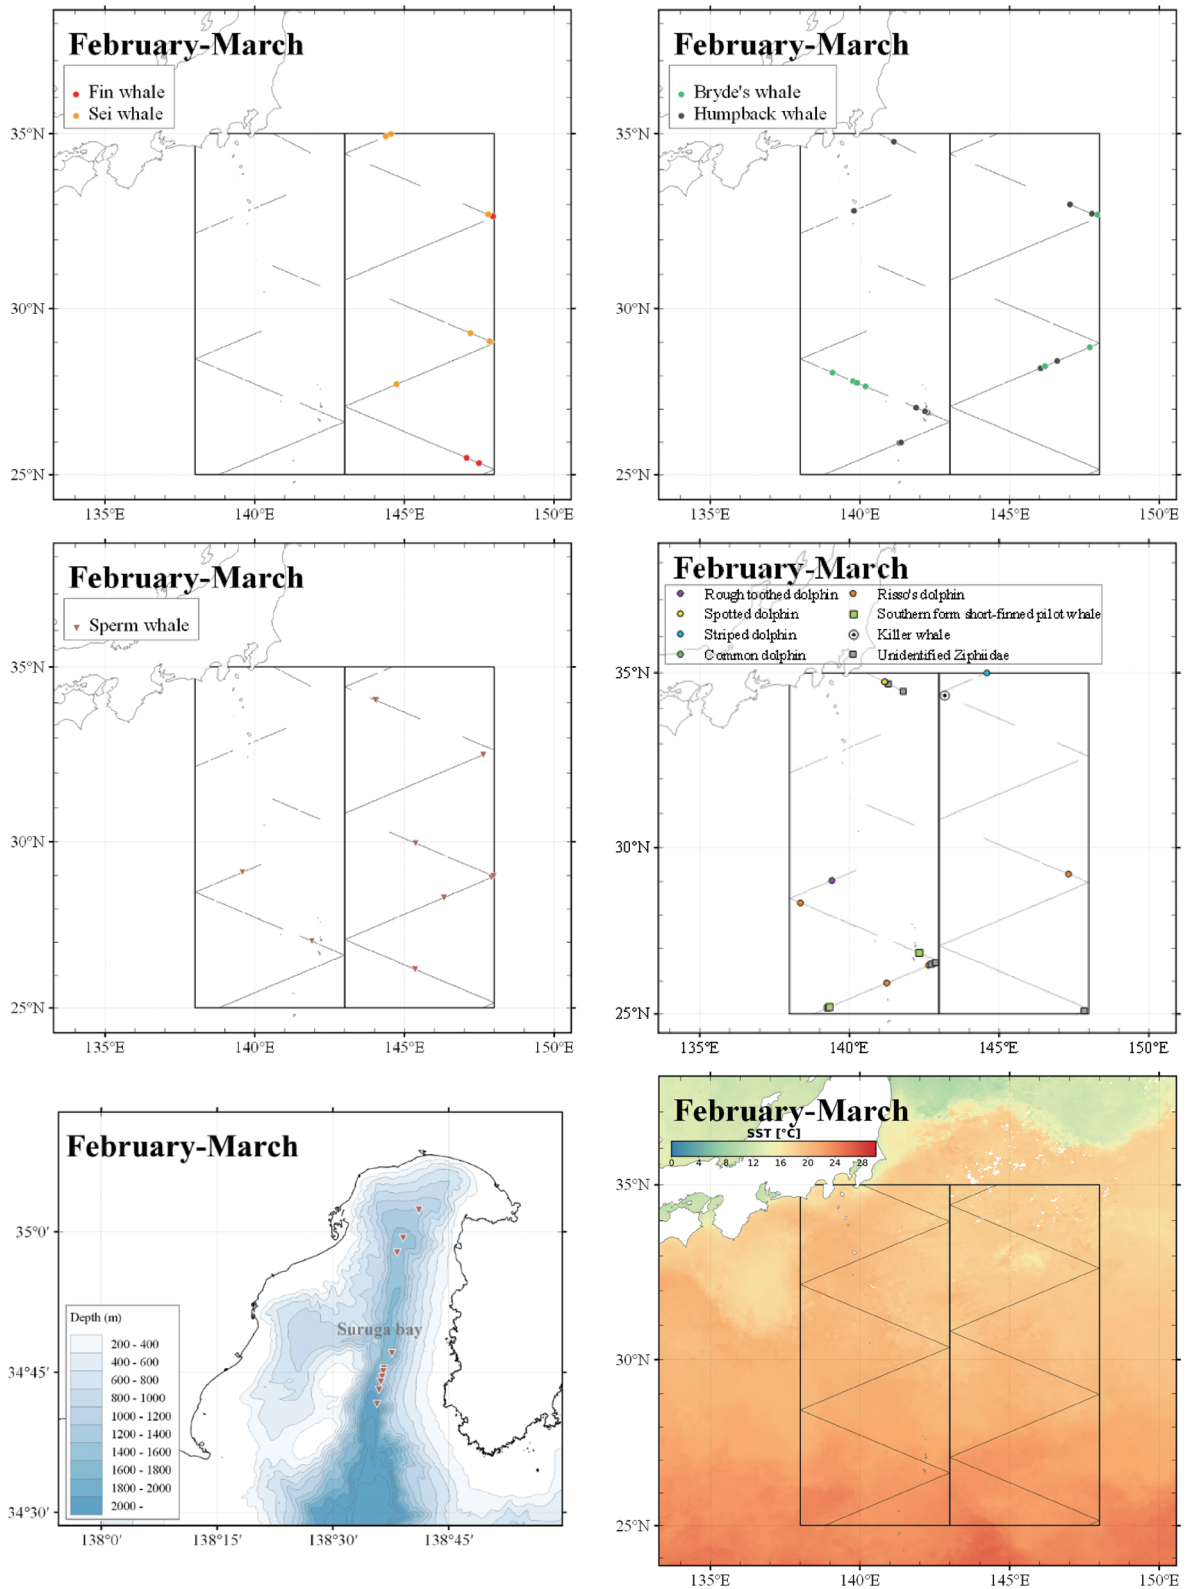 February-March
Fin whale
Sei whale
35°N
30°N
25°N
135°E 140°E 145°E 150°E
February-March
Bryde's whale
Humpback whale
35°N
30°N
25°N
135°E 140°E 145°E 150°E
February-March
Sperm whale
35°N
30°N
25°N
135°E 140°E 145°E 150°E
February-March
Rough toothed dolphin Risso's dolphin
Spotted dolphin Southern form short-finned pilot whale
Striped dolphin Killer whale
Common dolphin Unidentified Ziphiidae
35°N
30°N
25°N
135°E 140°E 145°E 150°E
February-March
35°0'
Depth (m)
200 - 400
400 - 600
600 - 800
800 - 1000
1000 - 1200
1200 - 1400
1400 - 1600
1600 - 1800
1800 - 2000
2000 -
Suruga bay
34°45'
34°30'
138°0' 138°15' 138°30' 138°45'
February-March
SST [°C]
0 4 8 12 16 20 24 28
35°N
30°N
25°N
135°E 140°E 145°E 150°E